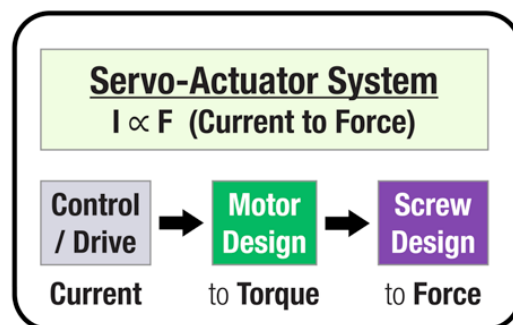 Servo-Actuator System
I ∝ F (Current to Force)
Control
/ Drive
Motor
Design
Screw
Design
Current
to Torque
to Force